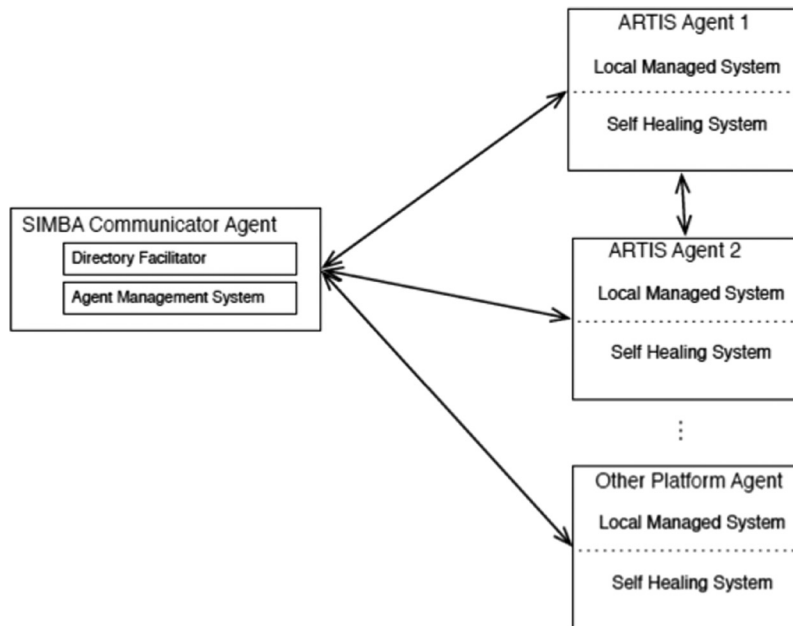 ARTIS Agent 1
Local Managed System
Self Healing System
SIMBA Communicator Agent
Directory Facilitator
Agent Management System
ARTIS Agent 2
Local Managed System
Self Healing System
Other Platform Agent
Local Managed System
Self Healing System